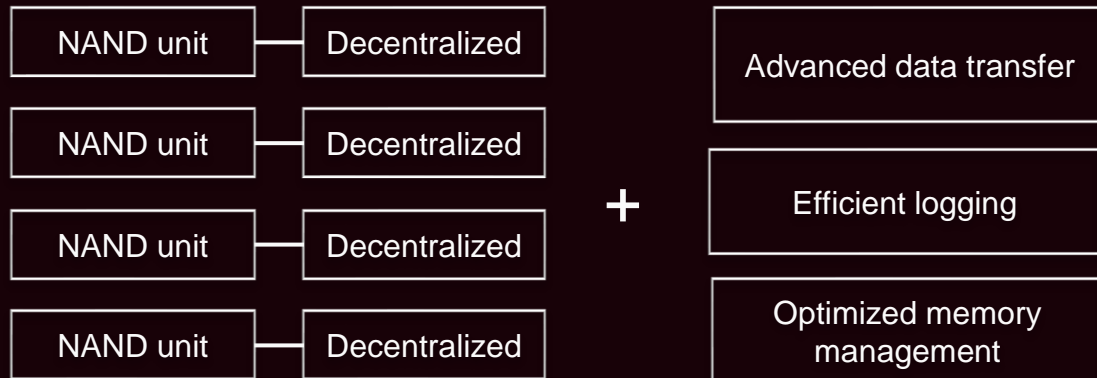 NAND unit
Decentralized
NAND unit
Decentralized
NAND unit
Decentralized
NAND unit
Decentralized
+
Advanced data transfer
Efficient logging
Optimized memory
management